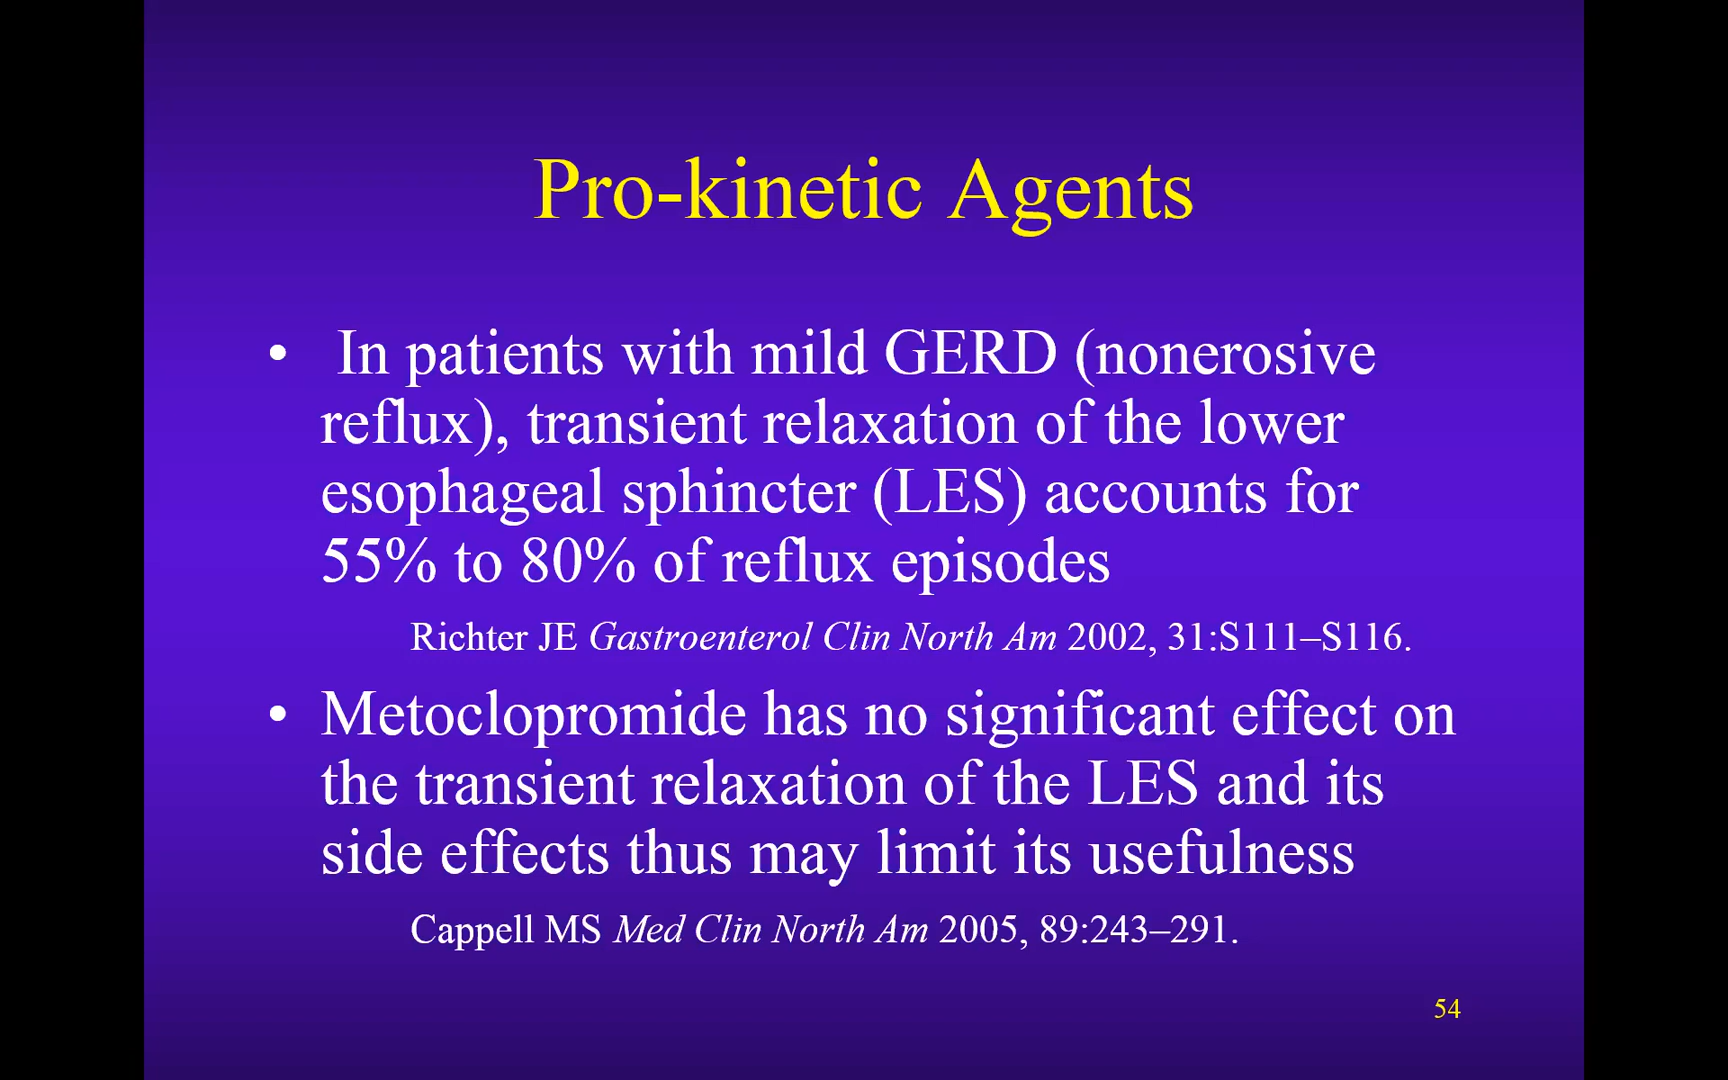 Pro-kinetic Agents
• In patients with mild GERD (nonerosive
reflux), transient relaxation of the lower
esophageal sphincter (LES) accounts for
55% to 80% of reflux episodes
Richter JE Gastroenterol Clin North Am 2002, 31:S111–S116.
• Metoclopromide has no significant effect on
the transient relaxation of the LES and its
side effects thus may limit its usefulness
Cappell MS Med Clin North Am 2005, 89:243–291.
54